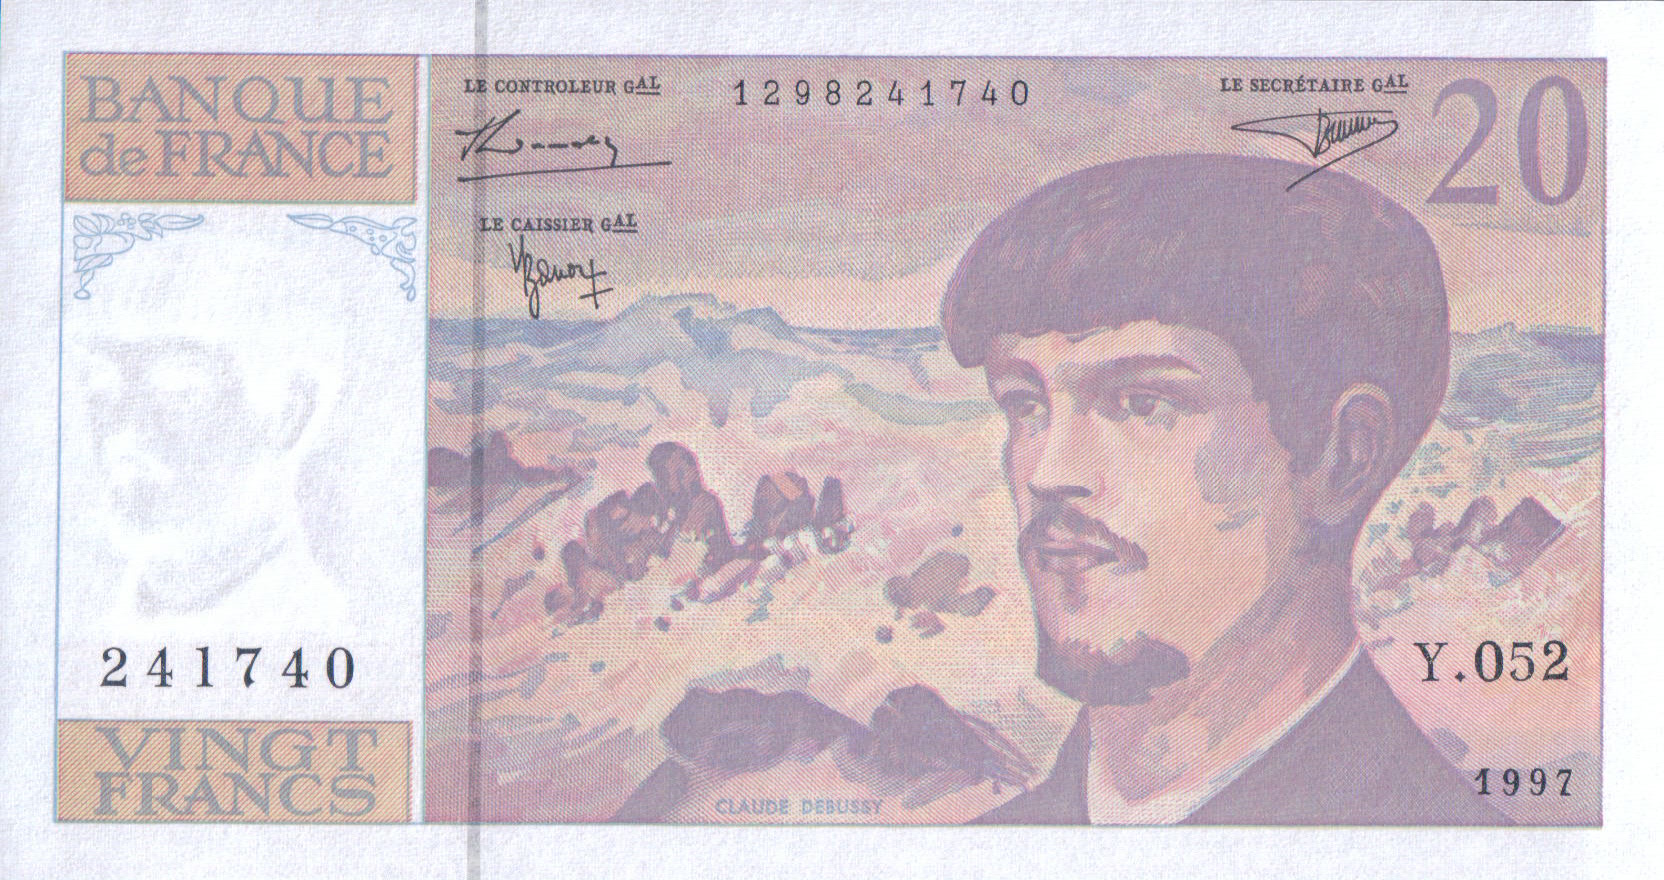 BANQUE
de FRANCE
LE CONTROLEUR GAL
1298241740
LE SECRÉTAIRE GAL
20
LE CAISSIER GAL
241740
Y.052
VINGT
FRANCS
1997
CLAUDE DEBUSSY